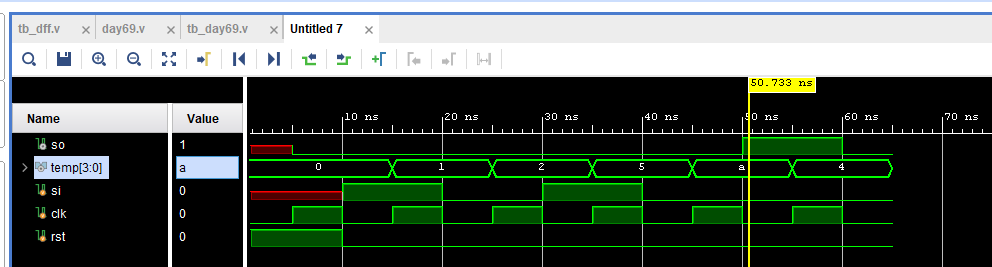 tb_dff.v day69.v tb_day69.v Untitled 7
50.733 ns
Name Value
10 ns 20 ns 30 ns 40 ns 50 ns 60 ns 70 ns
so 1
temp[3:0] a 0 1 2 5 a 4
si 0
clk 0
rst 0